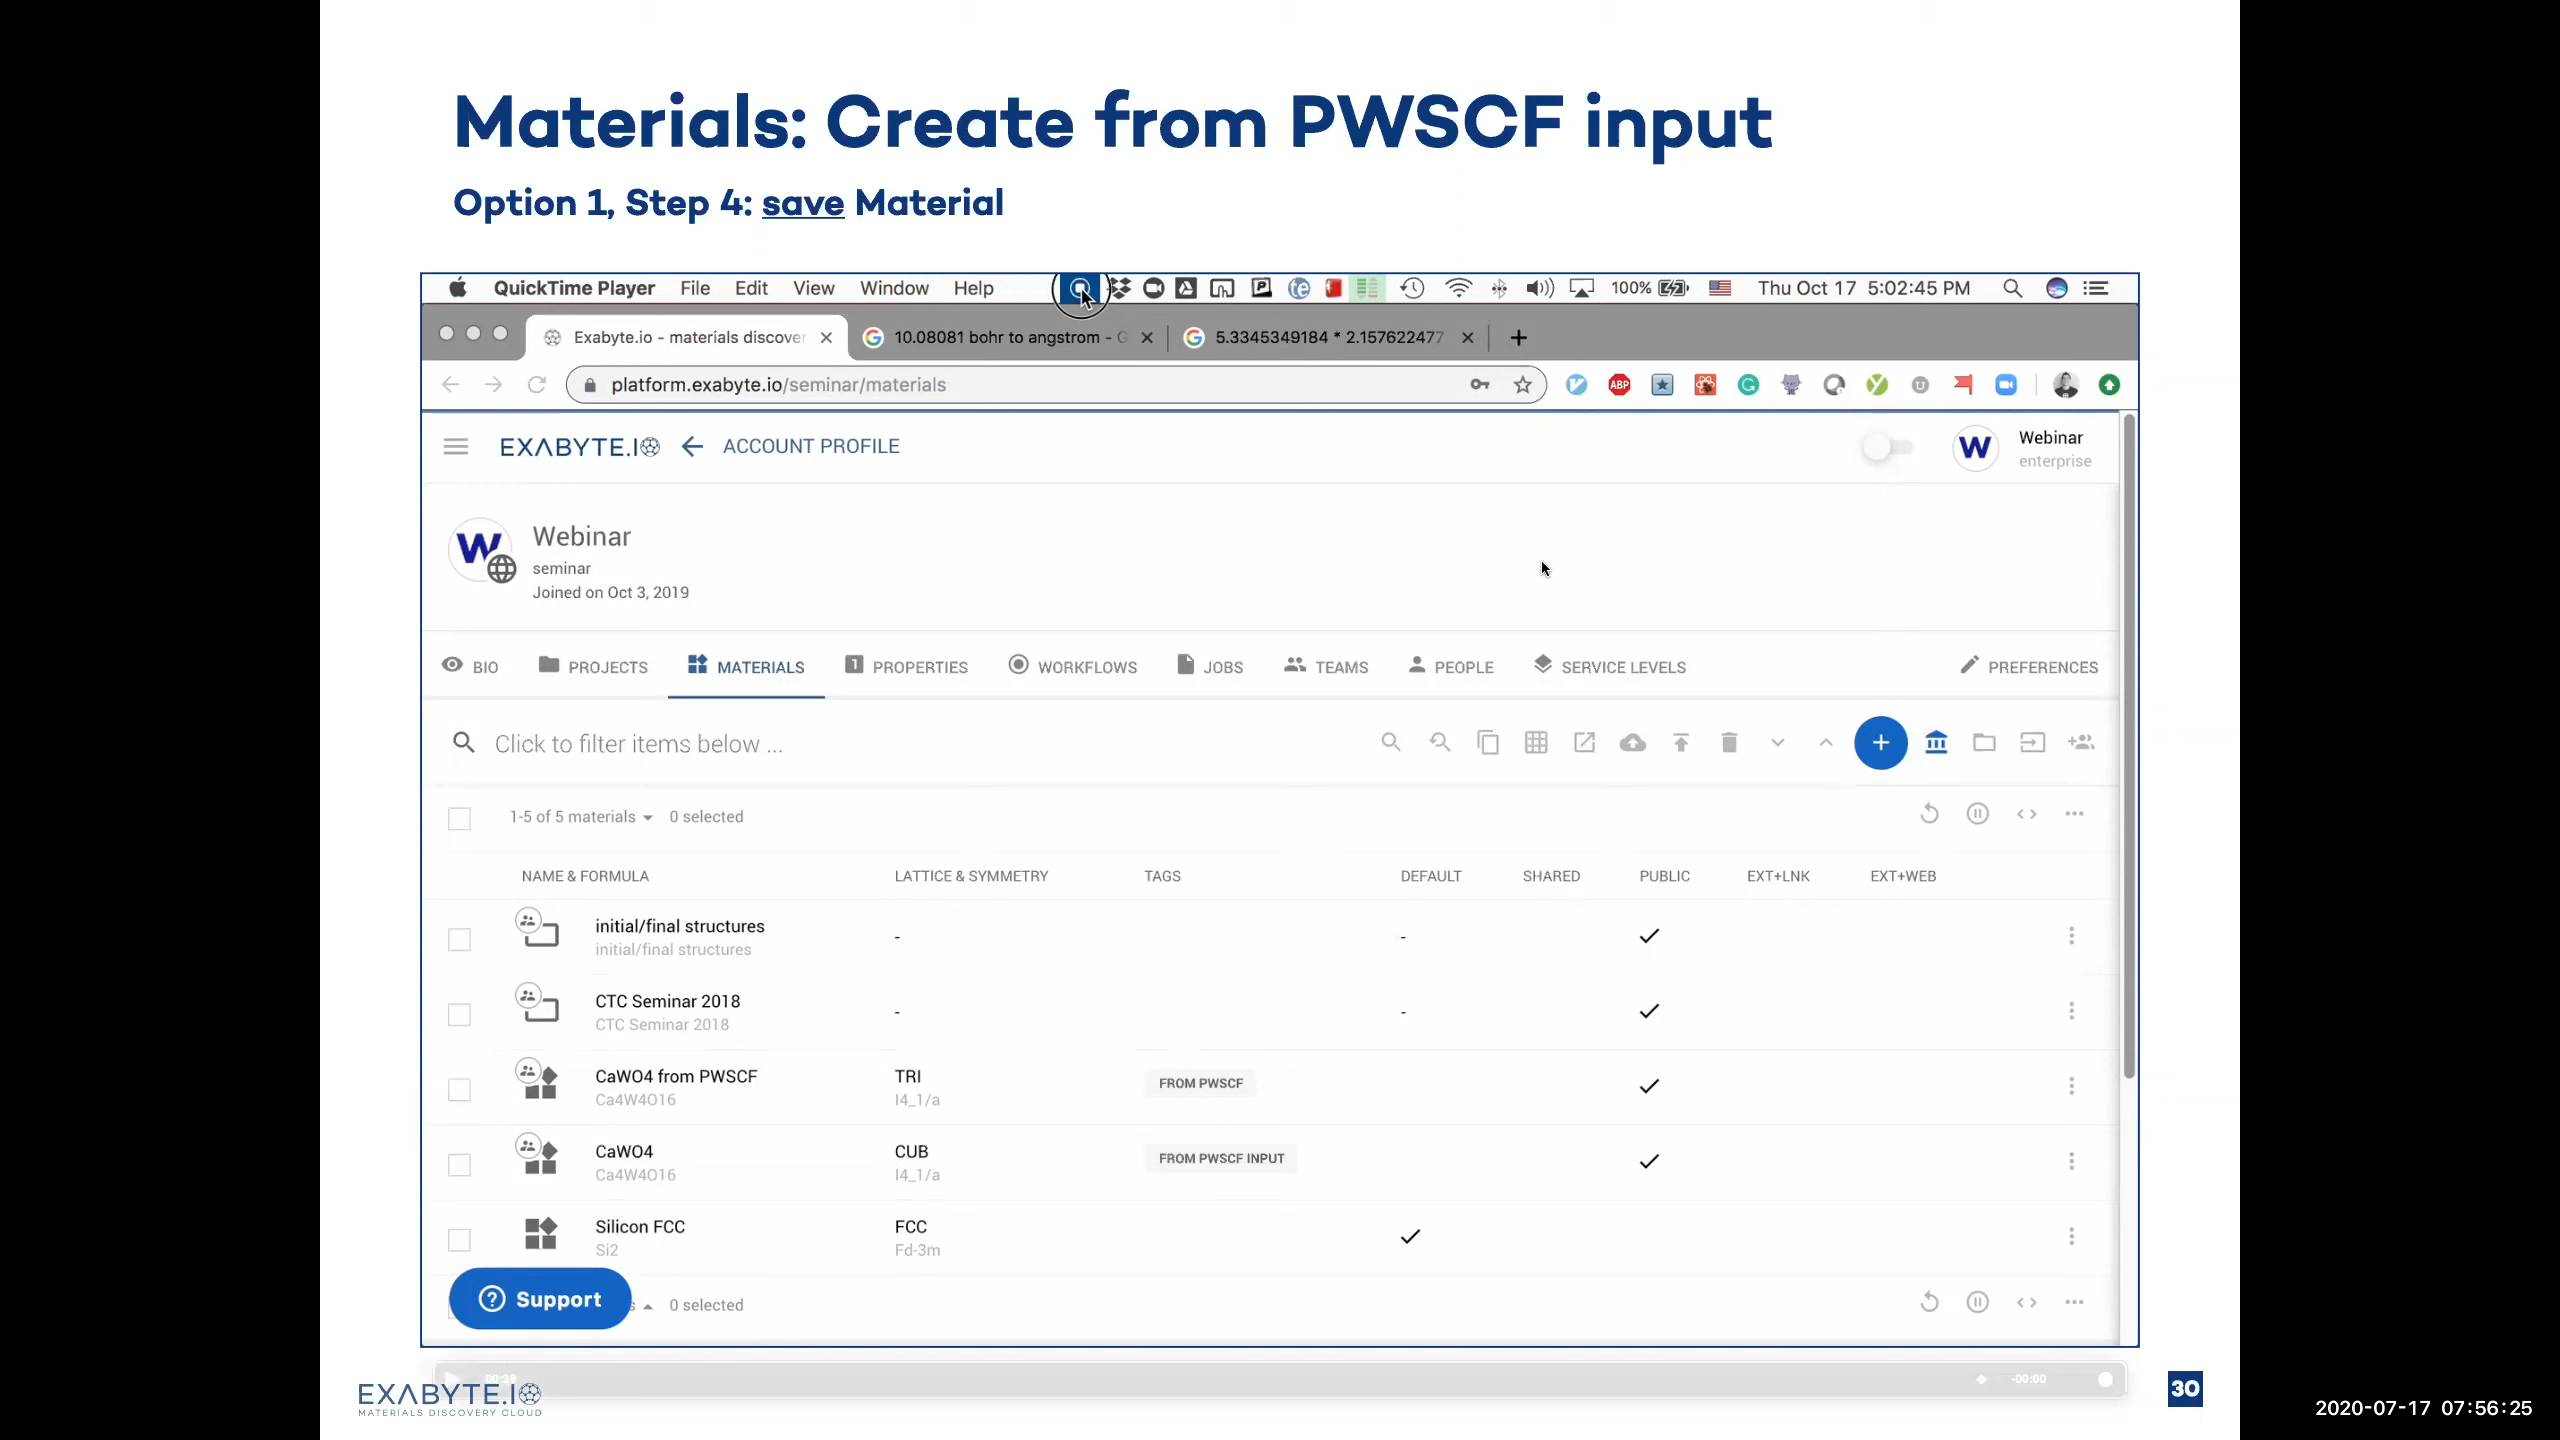 Materials: Create from PWSCF input
Option 1, Step 4: save Material
QuickTime Player File Edit View Window Help 100% Thu Oct 17 5:02:45 PM
Exabyte.io - materials discover
10.08081 bohr to angstrom - G
5.3345349184 * 2.157622477
platform.exabyte.io/seminar/materials
ABP
EXABYTE.IO ACCOUNT PROFILE
W Webinar
enterprise
W Webinar
seminar
Joined on Oct 3, 2019
BIO PROJECTS MATERIALS PROPERTIES WORKFLOWS JOBS TEAMS PEOPLE SERVICE LEVELS PREFERENCES
Click to filter items below ...
1-5 of 5 materials 0 selected
NAME & FORMULA LATTICE & SYMMETRY TAGS DEFAULT SHARED PUBLIC EXT+LNK EXT+WEB
initial/final structures - -
initial/final structures
CTC Seminar 2018 - -
CTC Seminar 2018
CaWO4 from PWSCF TRI FROM PWSCF
Ca4W4O16 I4_1/a
CaWO4 CUB FROM PWSCF INPUT
Ca4W4O16 I4_1/a
Silicon FCC FCC
Si2 Fd-3m
Support s 0 selected
-00:00
EXABYTE.IO
MATERIALS DISCOVERY CLOUD
30
2020-07-17 07:56:25